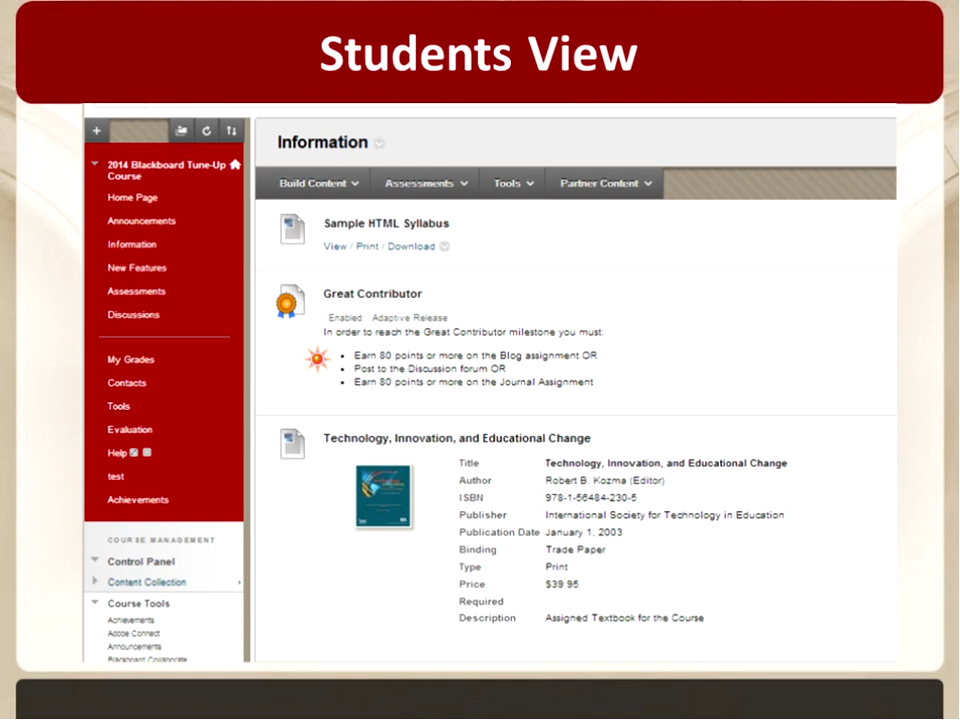 Students View
2014 Blackboard Tune-Up
Course
Home Page
Announcements
Information
New Features
Assessments
Discussions
My Grades
Contacts
Tools
Evaluation
Help
test
Achievements
COURSE MANAGEMENT
Control Panel
Content Collection
Course Tools
Achievements
Adobe Connect
Announcements
Blackboard Collaborate
Information
Build Content Assessments Tools Partner Content
Sample HTML Syllabus
View / Print / Download
Great Contributor
Enabled: Adaptive Release
In order to reach the Great Contributor milestone you must:
• Earn 80 points or more on the Blog assignment OR
• Post to the Discussion forum OR
• Earn 80 points or more on the Journal Assignment
Technology, Innovation, and Educational Change
Title Technology, Innovation, and Educational Change
Author Robert B. Kozma (Editor)
ISBN 978-1-56484-230-5
Publisher International Society for Technology in Education
Publication Date January 1, 2003
Binding Trade Paper
Type Print
Price $39.95
Required
Description Assigned Textbook for the Course